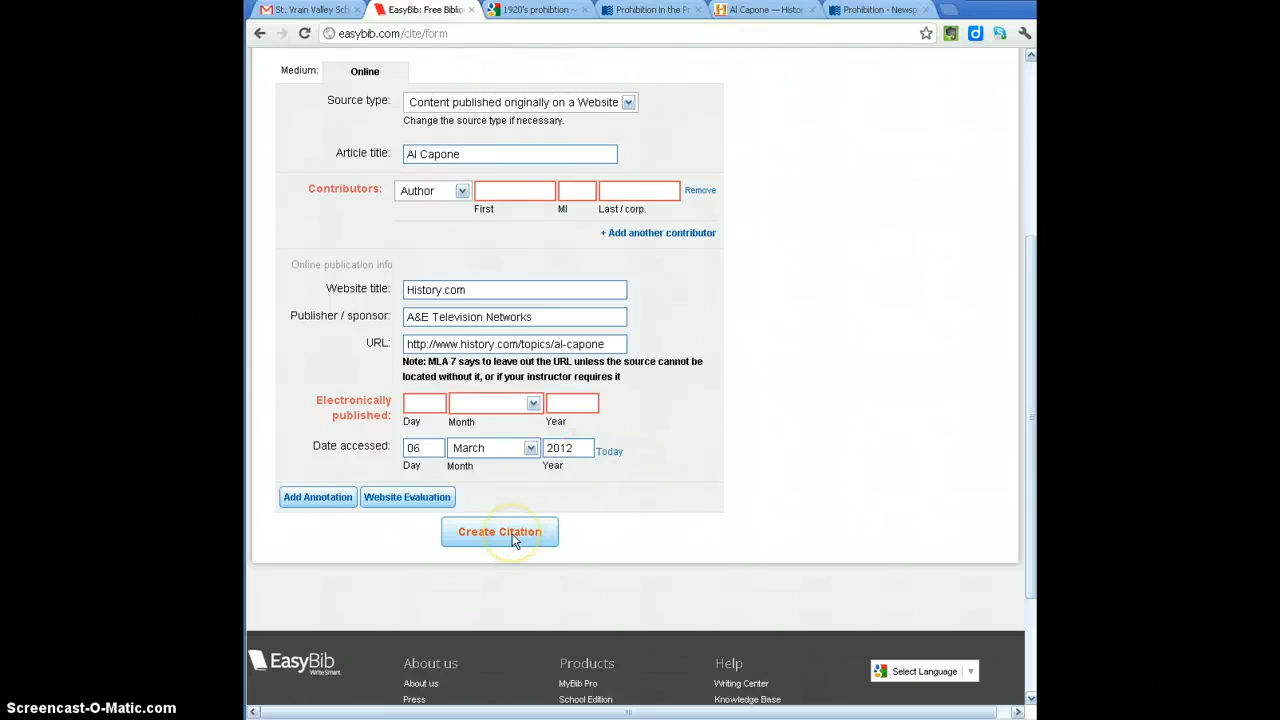 St. Vrain Valley Sch
EasyBib: Free Biblio
1920's prohibtion
Prohibition in the Pr
Al Capone — Histor
Prohibition - Newsp
easybib.com/cite/form
Medium:
Online
Source type:
Content published originally on a Website
Change the source type if necessary.
Article title:
Al Capone
Contributors:
Author
Remove
First
MI
Last / corp.
+ Add another contributor
Online publication info
Website title:
History.com
Publisher / sponsor:
A&E Television Networks
URL:
http://www.history.com/topics/al-capone
Note: MLA 7 says to leave out the URL unless the source cannot be
located without it, or if your instructor requires it
Electronically
published:
Day
Month
Year
Date accessed:
06
March
2012
Today
Day
Month
Year
Add Annotation
Website Evaluation
Create Citation
EasyBib
WriteSmart.
About us
Products
Help
Select Language
About us
MyBib Pro
Writing Center
Press
School Edition
Knowledge Base
Screencast-O-Matic.com